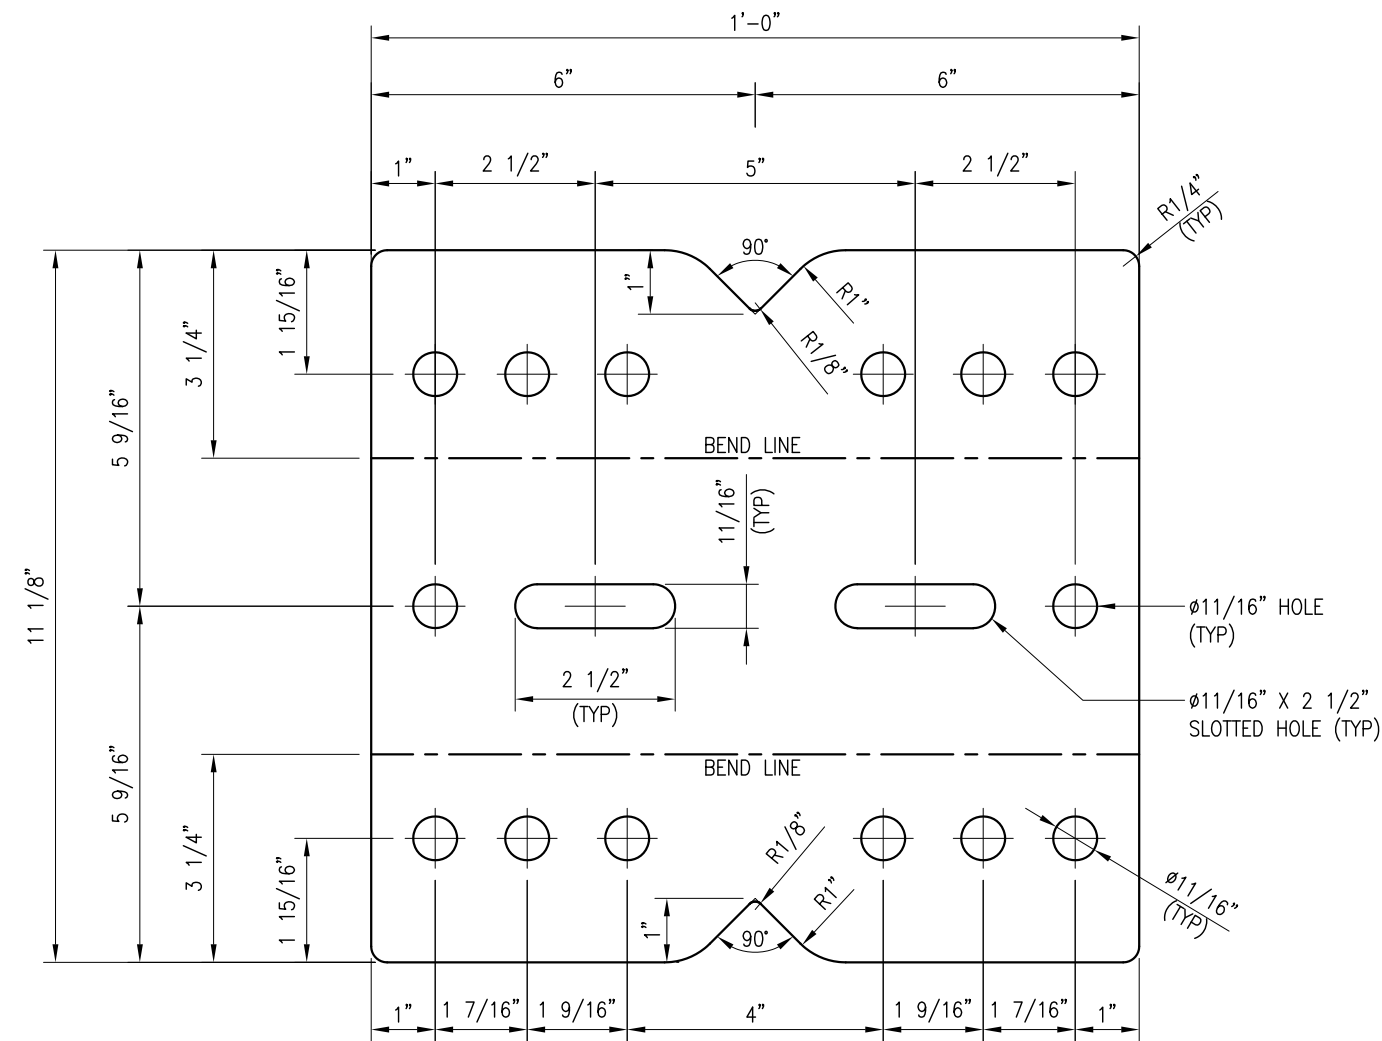 1'-0"
6"
6"
1"
2 1/2"
5"
2 1/2"
R1/4"
(TYP)
90°
1"
R1"
R1/8"
1 15/16"
3 1/4"
5 9/16"
11 1/8"
BEND LINE
11/16"
(TYP)
2 1/2"
(TYP)
ø11/16" HOLE
(TYP)
ø11/16" X 2 1/2"
SLOTTED HOLE (TYP)
BEND LINE
5 9/16"
3 1/4"
1 15/16"
R1/8"
R1"
1"
90°
ø11/16"
(TYP)
1"
1 7/16"
1 9/16"
4"
1 9/16"
1 7/16"
1"